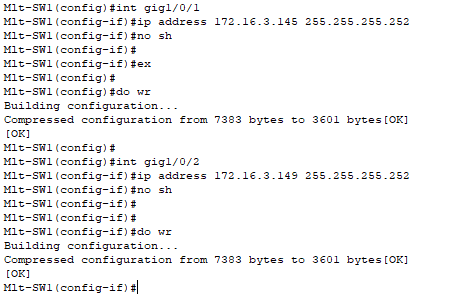 Mlt-SW1(config)#int gig1/0/1
Mlt-SW1(config-if)#ip address 172.16.3.145 255.255.255.252
Mlt-SW1(config-if)#no sh
Mlt-SW1(config-if)#
Mlt-SW1(config-if)#ex
Mlt-SW1(config)#
Mlt-SW1(config)#do wr
Building configuration...
Compressed configuration from 7383 bytes to 3601 bytes[OK]
[OK]
Mlt-SW1(config)#
Mlt-SW1(config)#int gig1/0/2
Mlt-SW1(config-if)#ip address 172.16.3.149 255.255.255.252
Mlt-SW1(config-if)#no sh
Mlt-SW1(config-if)#
Mlt-SW1(config-if)#
Mlt-SW1(config-if)#do wr
Building configuration...
Compressed configuration from 7383 bytes to 3601 bytes[OK]
[OK]
Mlt-SW1(config-if)#